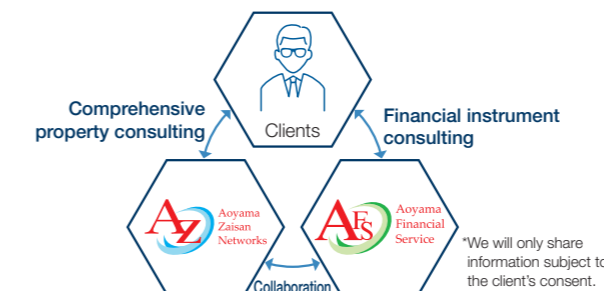 Comprehensive
property consulting
Clients
Financial instrument
consulting
AZ
Aoyama
Zaisan
Networks
AFS
Aoyama
Financial
Service
*We will only share
information subject to
the client's consent.
Collaboration